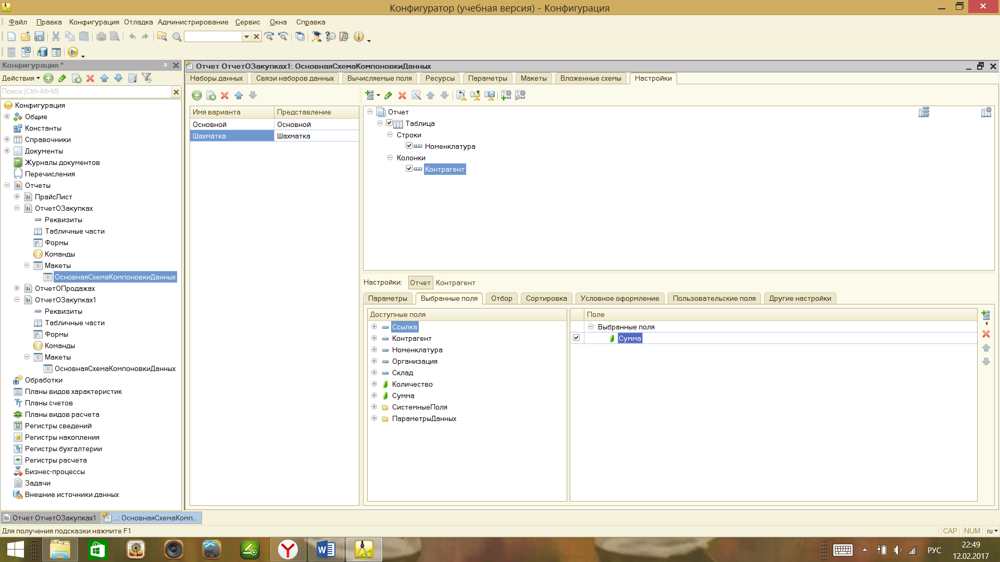 Конфигуратор (учебная версия) - Конфигурация
Файл Правка Конфигурация Отладка Администрирование Сервис Окна Справка
Конфигурация *
Действия
Поиск (Ctrl+Alt+M)
Конфигурация
Общие
Константы
Справочники
Документы
Журналы документов
Перечисления
Отчеты
ПрайсЛист
ОтчетОЗакупках
Реквизиты
Табличные части
Формы
Команды
Макеты
ОсновнаяСхемаКомпоновкиДанных
ОтчетОПродажах
ОтчетОЗакупках1
Реквизиты
Табличные части
Формы
Команды
Макеты
ОсновнаяСхемаКомпоновкиДанных
Обработки
Планы видов характеристик
Планы счетов
Планы видов расчета
Регистры сведений
Регистры накопления
Регистры бухгалтерии
Регистры расчета
Бизнес-процессы
Задачи
Внешние источники данных
Отчет ОтчетОЗакупках1: ОсновнаяСхемаКомпоновкиДанных
Наборы данных Связи наборов данных Вычисляемые поля Ресурсы Параметры Макеты Вложенные схемы Настройки
Имя варианта Представление
Основной Основной
Шахматка Шахматка
Отчет
Таблица
Строки
Номенклатура
Колонки
Контрагент
Настройки: Отчет Контрагент
Параметры Выбранные поля Отбор Сортировка Условное оформление Пользовательские поля Другие настройки
Доступные поля
Ссылка
Контрагент
Номенклатура
Организация
Склад
Количество
Сумма
СистемныеПоля
ПараметрыДанных
Поле
Выбранные поля
Сумма
Отчет ОтчетОЗакупках1 ...: ОсновнаяСхемаКомп...
Для получения подсказки нажмите F1
CAP NUM ru
DOC
РУС
22:49
12.02.2017